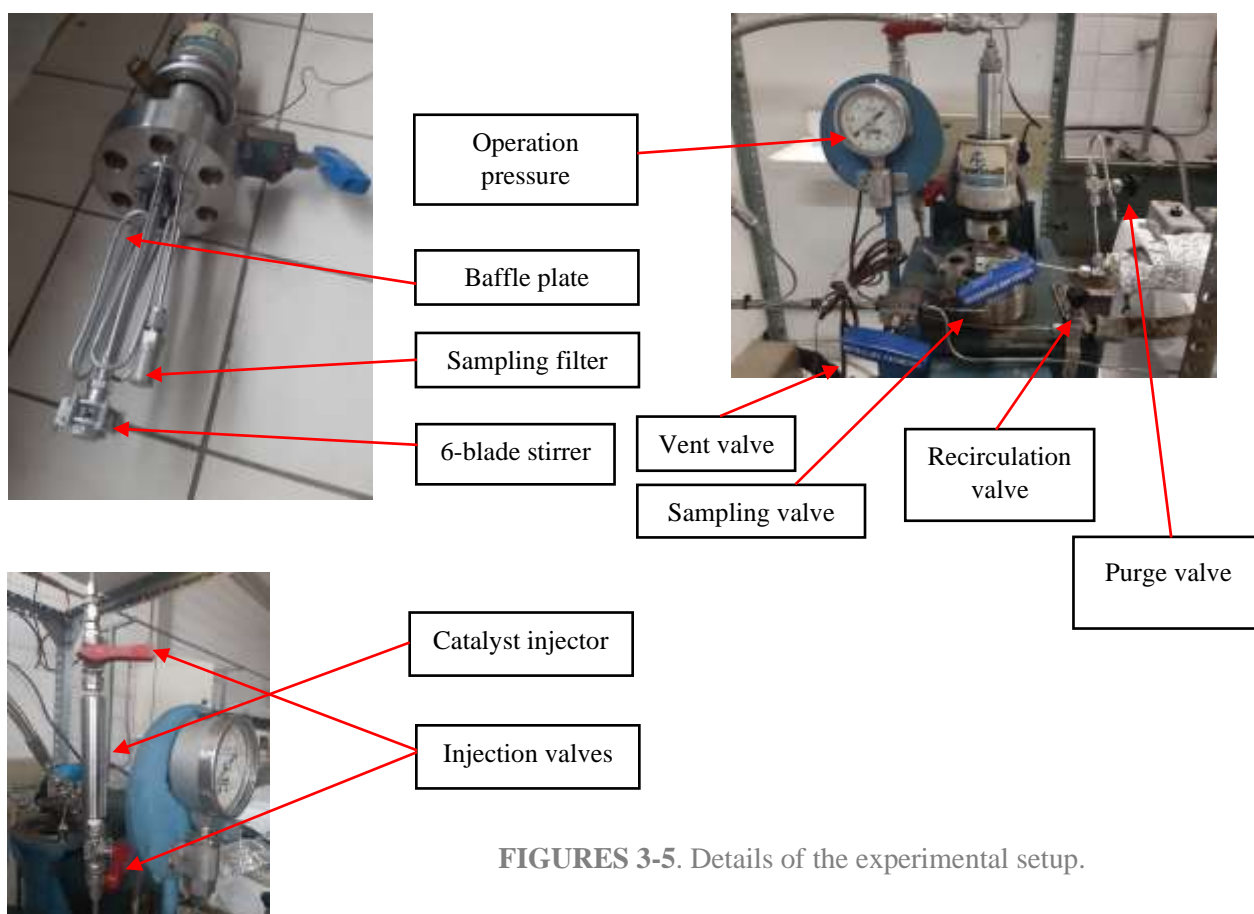 Operation
pressure
Baffle plate
Sampling filter
6-blade stirrer
Vent valve
Sampling valve
Recirculation
valve
Purge valve
Catalyst injector
Injection valves
FIGURES 3-5. Details of the experimental setup.